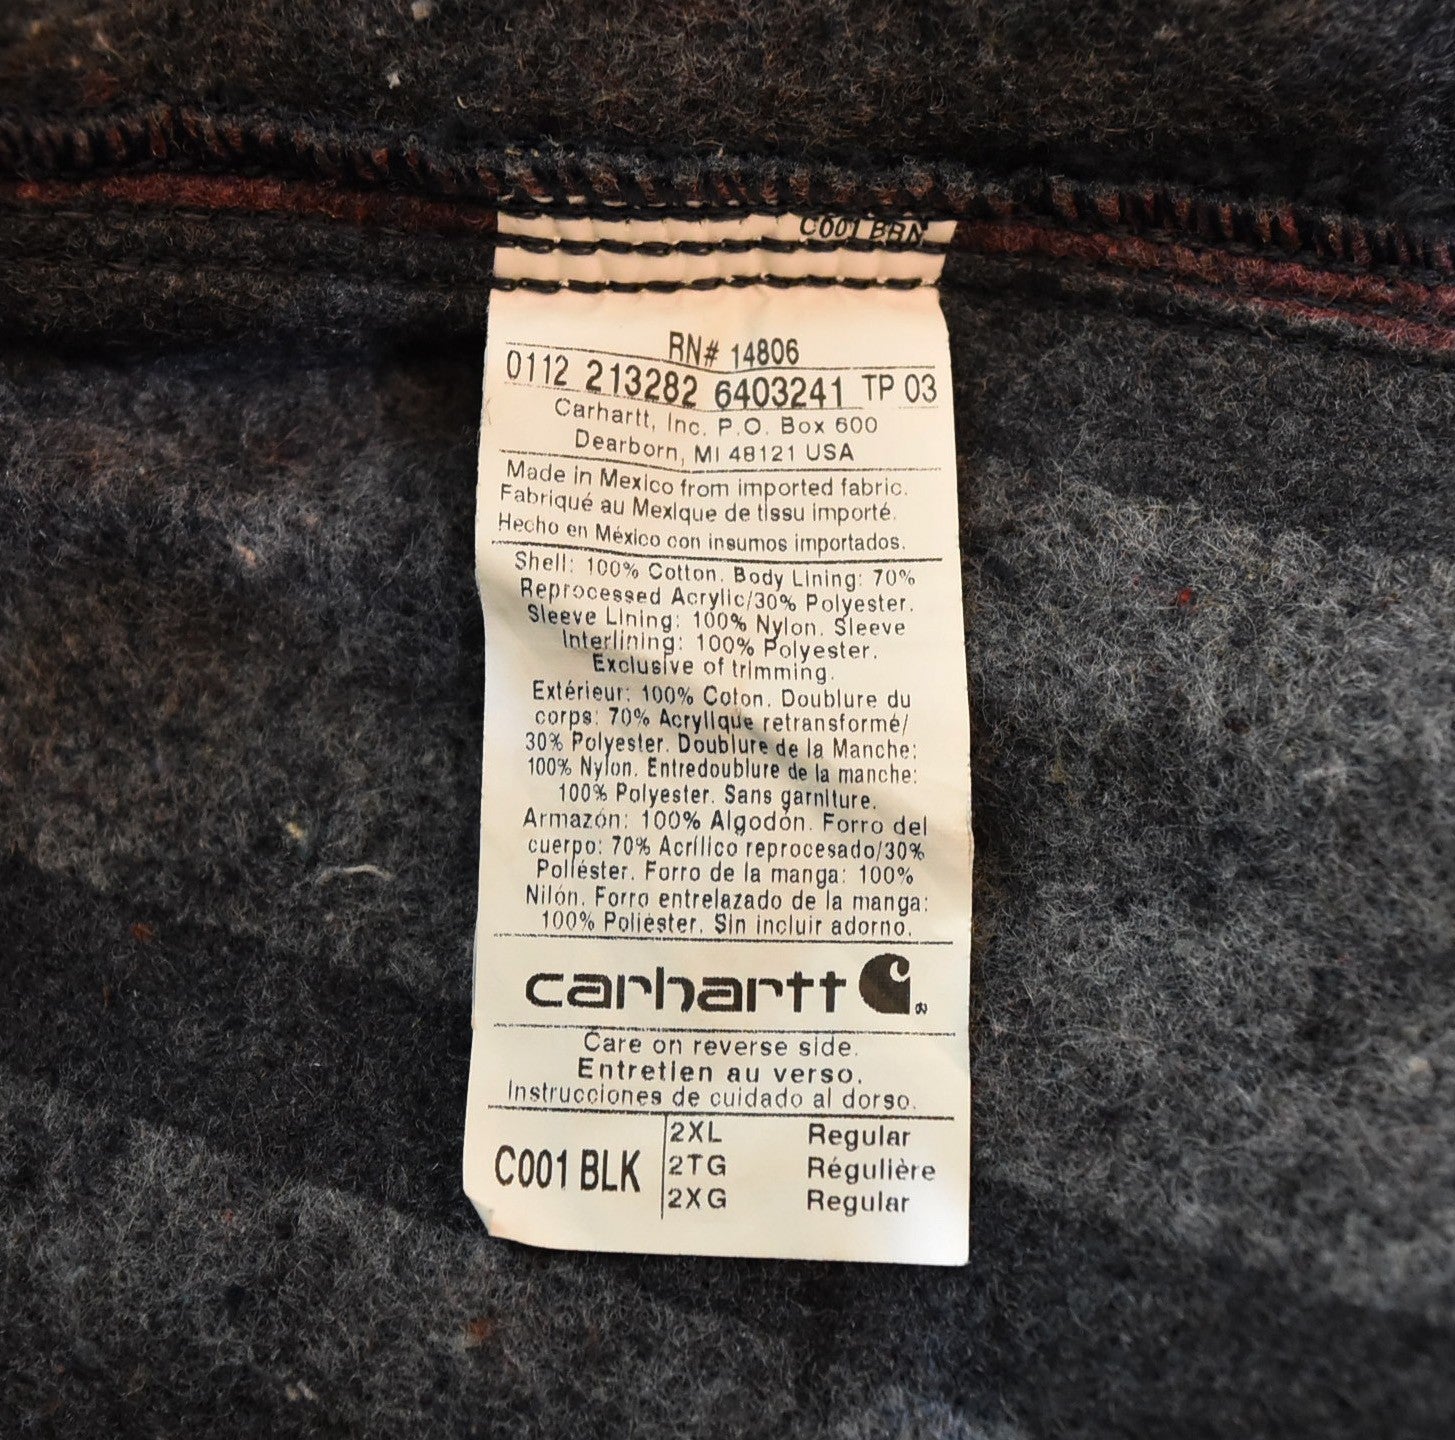 C001 BRN
RN# 14806
0112 213282 6403241 TP 03
Carhartt, Inc. P.O. Box 600
Dearborn, MI 48121 USA
Made in Mexico from imported fabric.
Fabriqué au Mexique de tissu importé.
Hecho en México con insumos importados.
Shell: 100% Cotton. Body Lining: 70%
Reprocessed Acrylic/30% Polyester.
Sleeve Lining: 100% Nylon. Sleeve
Interlining: 100% Polyester.
Exclusive of trimming.
Extérieur: 100% Coton. Doublure du
corps: 70% Acrylique retransformé/
30% Polyester. Doublure de la Manche:
100% Nylon. Entredoublure de la manche:
100% Polyester. Sans garniture.
Armazón: 100% Algodón. Forro del
cuerpo: 70% Acrílico reprocesado/30%
Poliéster. Forro de la manga: 100%
Nilón. Forro entrelazado de la manga:
100% Poliéster. Sin incluir adorno.
carhartt ®
Care on reverse side.
Entretien au verso.
Instrucciones de cuidado al dorso.
C001 BLK
2XL Regular
2TG Régulière
2XG Regular